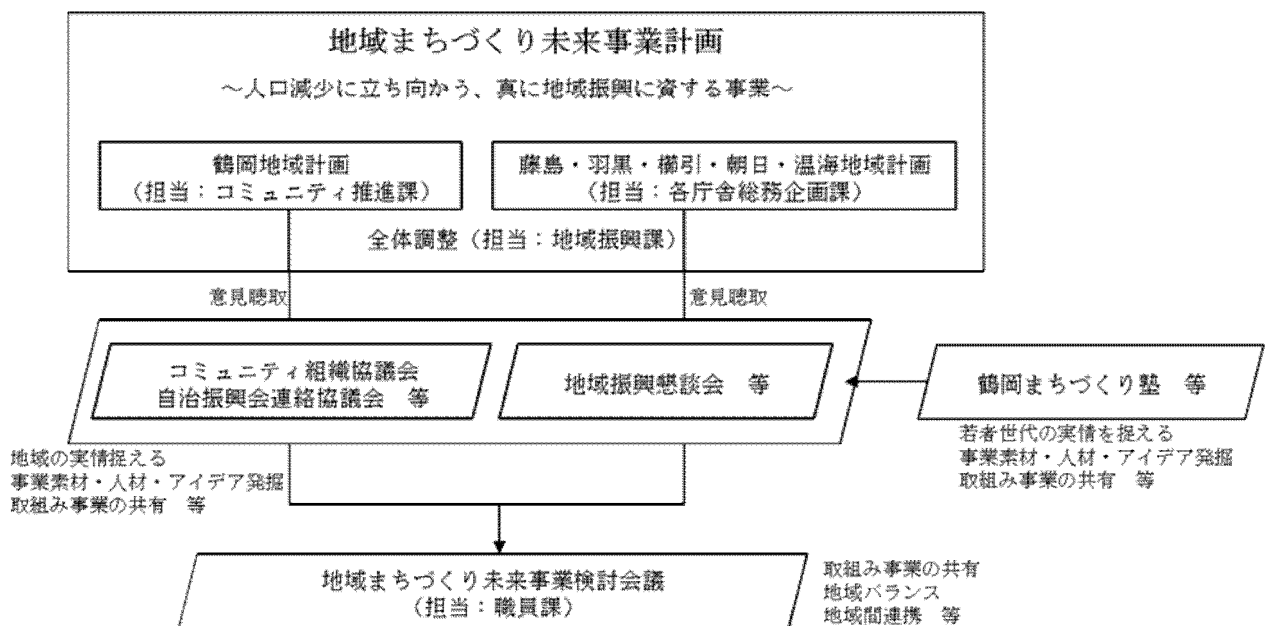 地域まちづくり未来事業計画
～人口減少に立ち向かう、真に地域振興に資する事業～
鶴岡地域計画
（担当：コミュニティ推進課）
藤島・羽黒・櫛引・朝日・温海地域計画
（担当：各庁舎総務企画課）
全体調整（担当：地域振興課）
意見聴取
意見聴取
コミュニティ組織協議会
自治振興会連絡協議会　等
地域振興懇談会　等
鶴岡まちづくり塾　等
地域の実情捉える
事業素材・人材・アイデア発掘
取組み事業の共有　等
若者世代の実情を捉える
事業素材・人材・アイデア発掘
取組み事業の共有　等
地域まちづくり未来事業検討会議
（担当：職員課）
取組み事業の共有
地域バランス
地域間連携　等